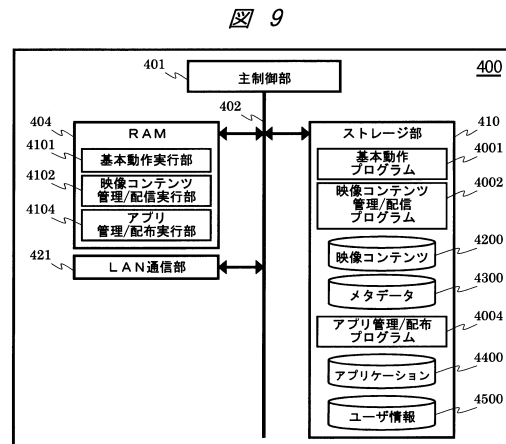 図 9
400
401
主制御部
402
404
RAM
4101
基本動作実行部
4102
映像コンテンツ
管理/配信実行部
4104
アプリ
管理/配布実行部
421
LAN通信部
ストレージ部
410
基本動作
プログラム
4001
映像コンテンツ
管理/配信
プログラム
4002
映像コンテンツ
4200
メタデータ
4300
アプリ管理/配布
プログラム
4004
アプリケーション
4400
ユーザ情報
4500